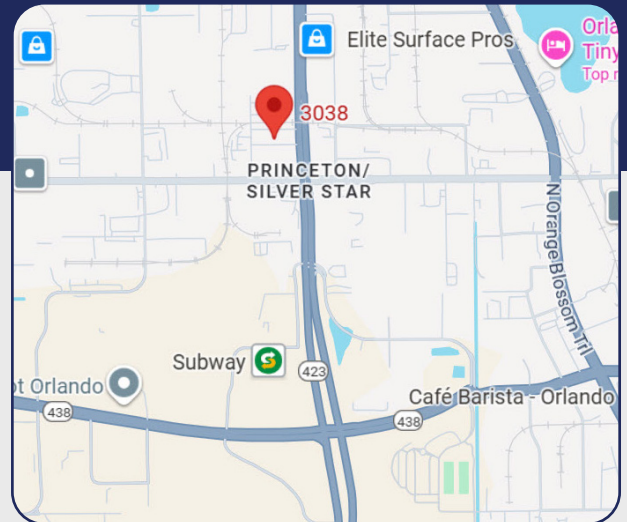 Elite Surface Pros
Orla
Tiny
Top r
3038
PRINCETON/
SILVER STAR
N Orange Blossom Trl
Subway
423
ot Orlando
438
Café Barista - Orlando
438